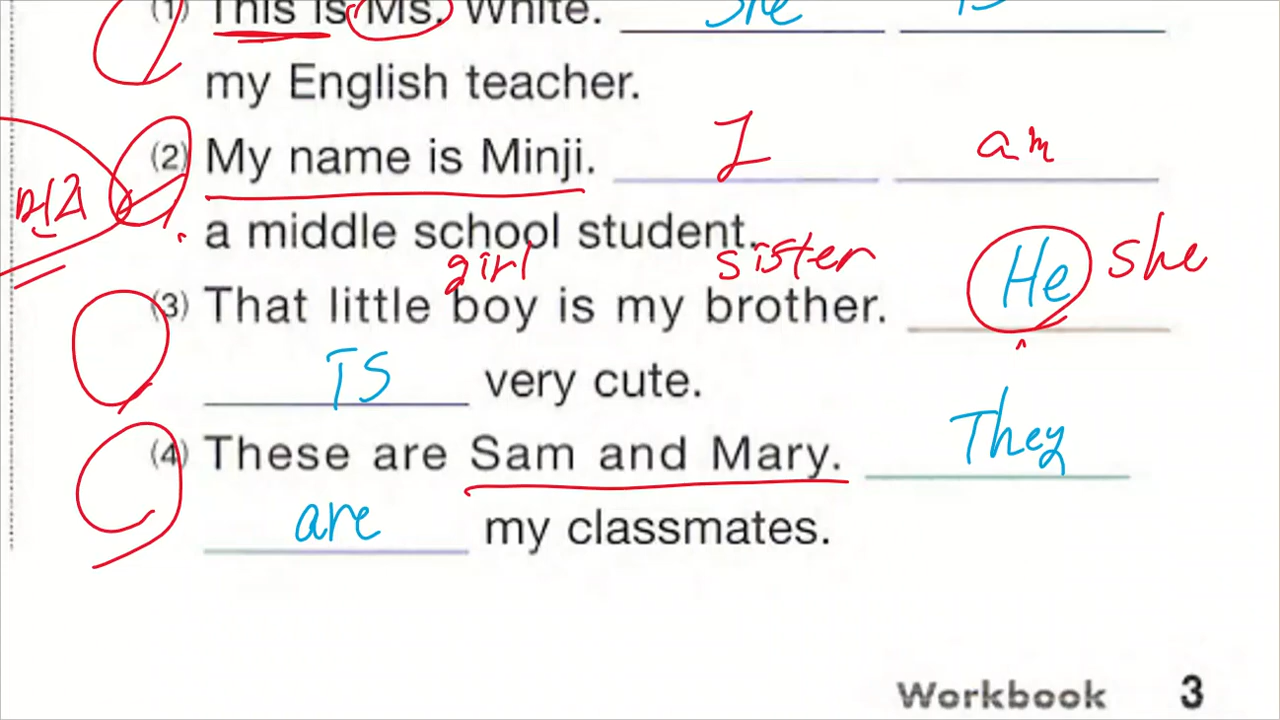 (1) This is Ms. White. She is
my English teacher.
(2) My name is Minji. I am
a middle school student.
girl sister
(3) That little boy is my brother. He she
is very cute.
(4) These are Sam and Mary. They
are my classmates.
Workbook 3